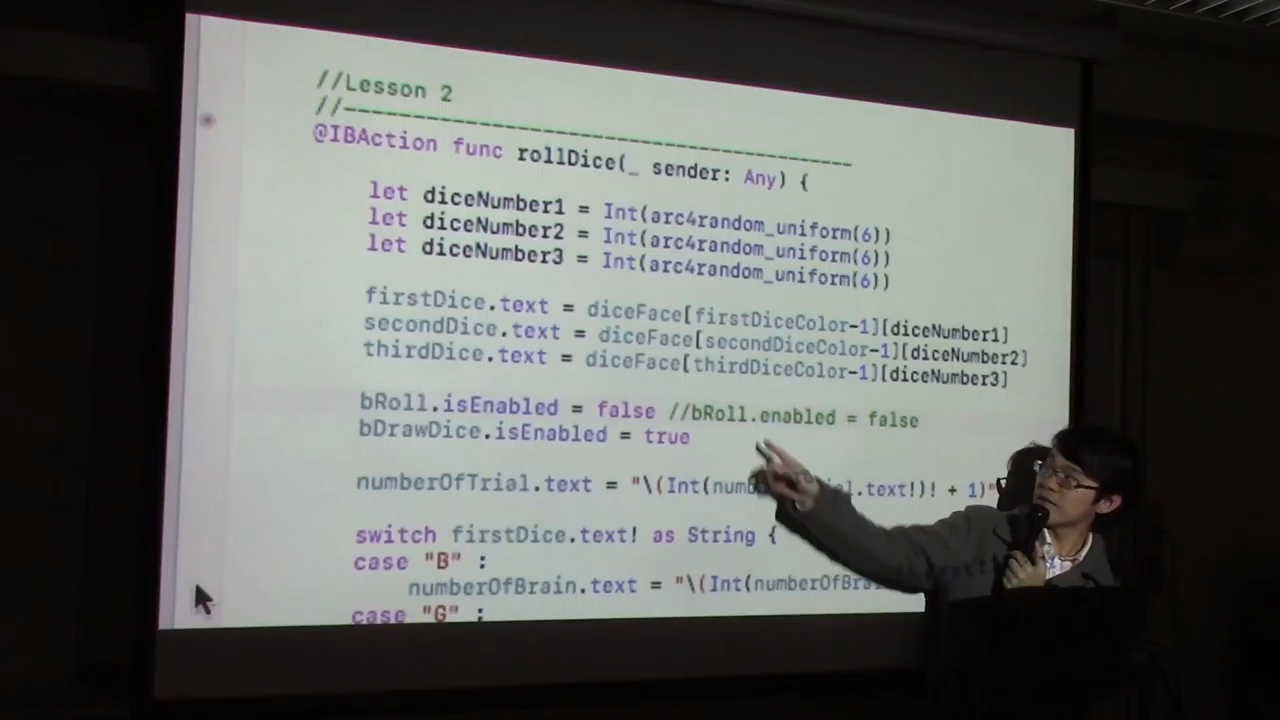 //Lesson 2
//----------------------------------------
@IBAction func rollDice(_ sender: Any) {
let diceNumber1 = Int(arc4random_uniform(6))
let diceNumber2 = Int(arc4random_uniform(6))
let diceNumber3 = Int(arc4random_uniform(6))
firstDice.text = diceFace[firstDiceColor-1][diceNumber1]
secondDice.text = diceFace[secondDiceColor-1][diceNumber2]
thirdDice.text = diceFace[thirdDiceColor-1][diceNumber3]
bRoll.isEnabled = false //bRoll.enabled = false
bDrawDice.isEnabled = true
numberOfTrial.text = "\(Int( .text!)! + 1)"
switch firstDice.text! as String {
case "B" :
numberOfBrain.text = "\(Int(
case "G" :